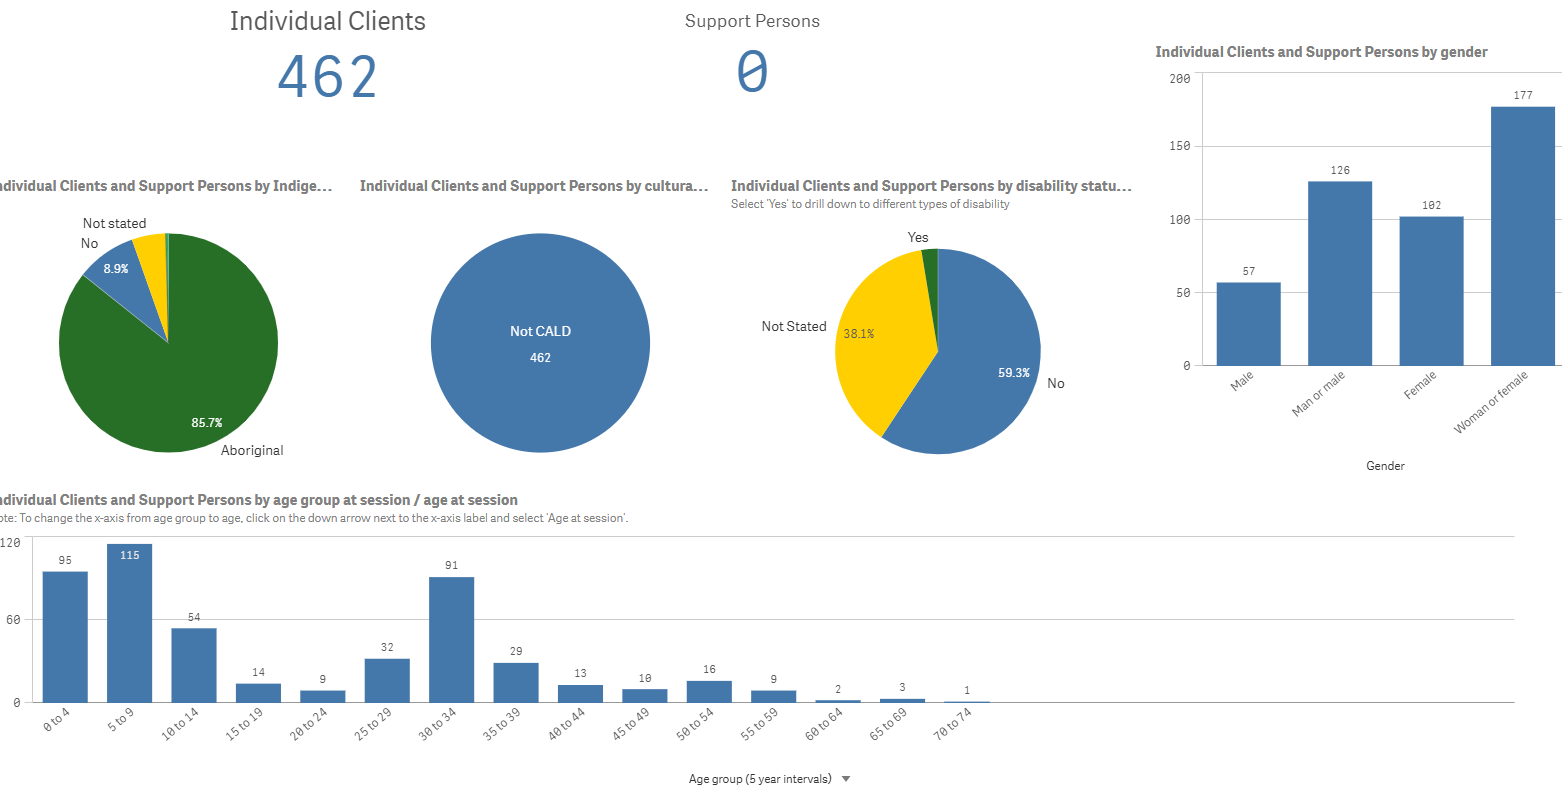 Individual Clients
462
Support Persons
0
Individual Clients and Support Persons by gender
200
150
100
50
0
57
126
102
177
Male
Man or male
Female
Woman or female
Gender
ndividual Clients and Support Persons by Indige...
Not stated
No
8.9%
85.7%
Aboriginal
Individual Clients and Support Persons by cultura...
Not CALD
462
Individual Clients and Support Persons by disability statu...
Select 'Yes' to drill down to different types of disability
Yes
Not Stated
38.1%
59.3%
No
ndividual Clients and Support Persons by age group at session / age at session
ote: To change the x-axis from age group to age, click on the down arrow next to the x-axis label and select 'Age at session'.
120
60
0
95
115
54
14
9
32
91
29
13
10
16
9
2
3
1
0 to 4
5 to 9
10 to 14
15 to 19
20 to 24
25 to 29
30 to 34
35 to 39
40 to 44
45 to 49
50 to 54
55 to 59
60 to 64
65 to 69
70 to 74
Age group (5 year intervals)